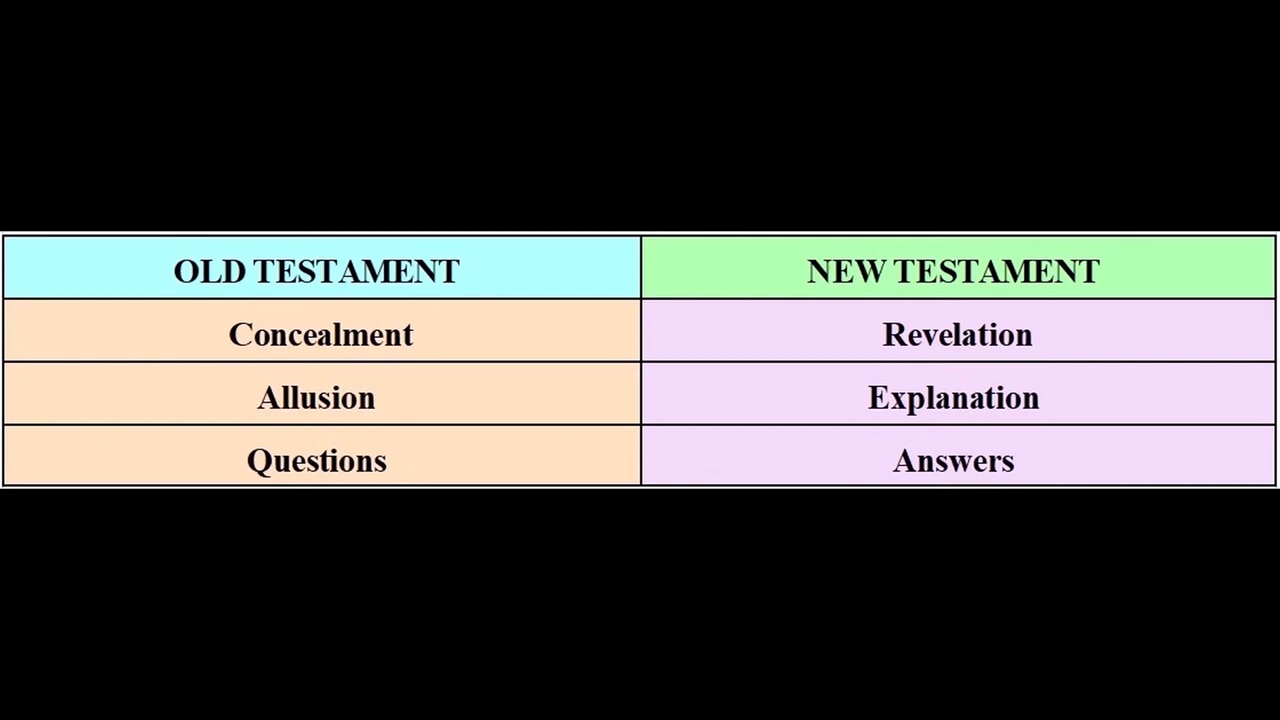 OLD TESTAMENT NEW TESTAMENT
Concealment Revelation
Allusion Explanation
Questions Answers